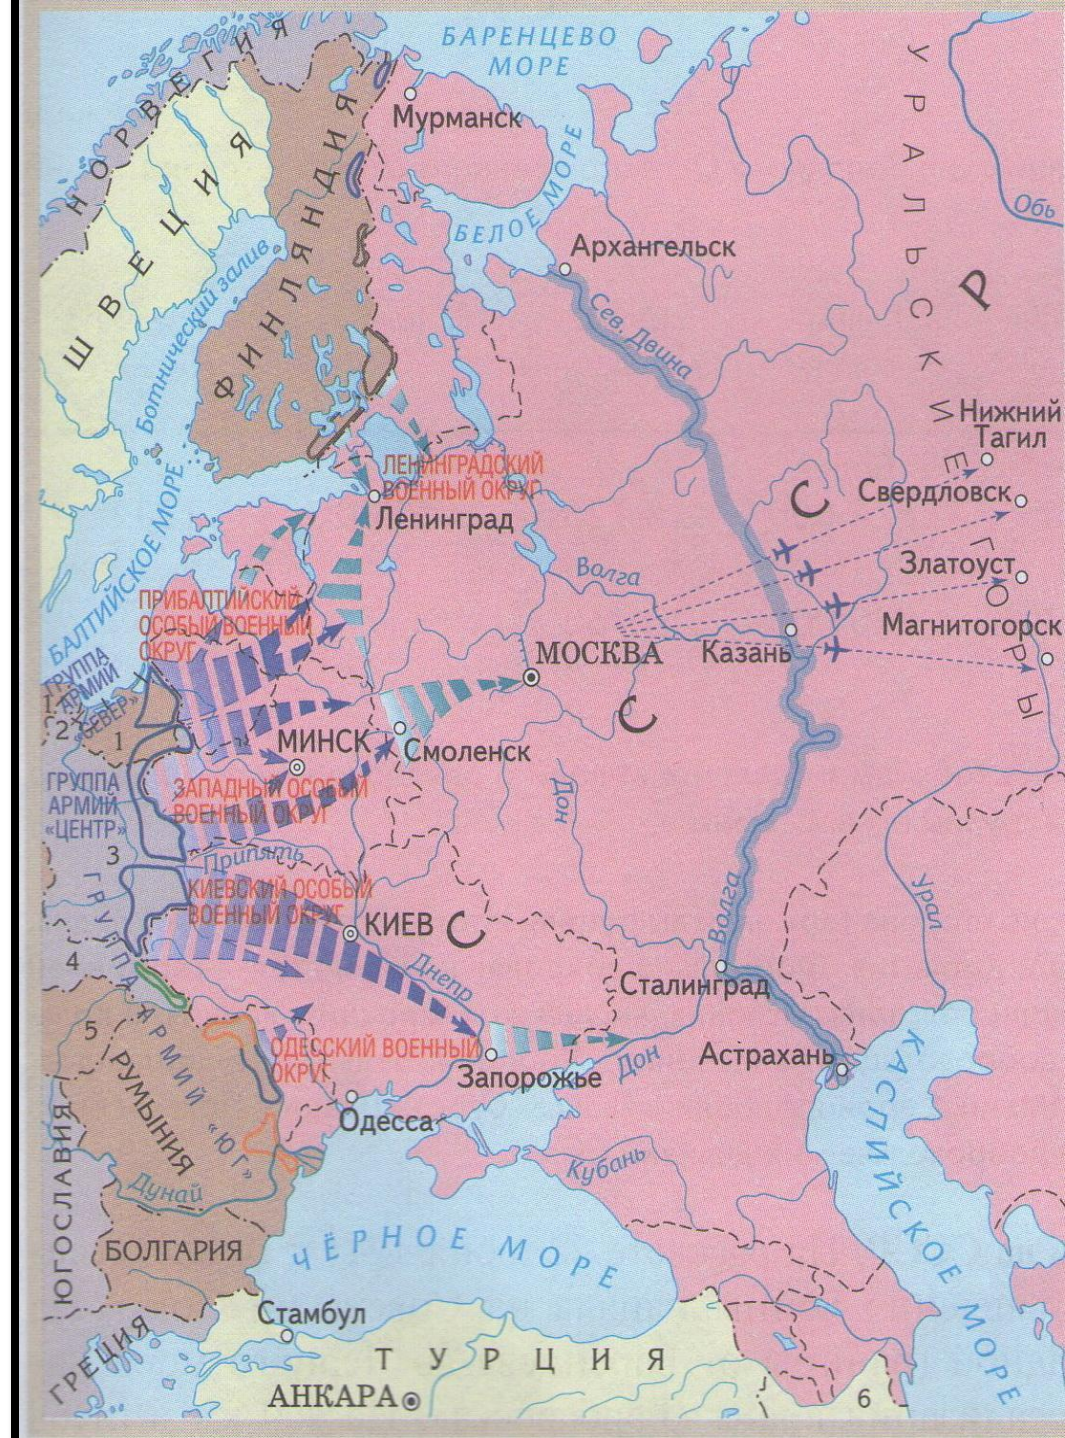 БАРЕНЦЕВО
МОРЕ
НОРВЕГИЯ
ШВЕЦИЯ
ФИНЛЯНДИЯ
Мурманск
БЕЛОЕ МОРЕ
Архангельск
УРАЛЬСКИЕ ГОРЫ
Обь
Ботнический залив
Сев. Двина
СССР
Нижний
Тагил
Свердловск
Златоуст
Магнитогорск
ЛЕНИНГРАДСКИЙ
ВОЕННЫЙ ОКРУГ
Ленинград
БАЛТИЙСКОЕ МОРЕ
ПРИБАЛТИЙСКИЙ
ОСОБЫЙ ВОЕННЫЙ
ОКРУГ
Волга
МОСКВА
Казань
ГРУППА
АРМИЙ
«СЕВЕР»
1
2
1
МИНСК
Смоленск
ГРУППА
АРМИЙ
«ЦЕНТР»
ЗАПАДНЫЙ ОСОБЫЙ
ВОЕННЫЙ ОКРУГ
Дон
3
Припять
КИЕВСКИЙ ОСОБЫЙ
ВОЕННЫЙ ОКРУГ
КИЕВ
Днепр
Волга
Урал
4
ГРУППА АРМИЙ «ЮГ»
Сталинград
5
РУМЫНИЯ
ОДЕССКИЙ ВОЕННЫЙ
ОКРУГ
Запорожье
Дон
Астрахань
Одесса
ЮГОСЛАВИЯ
Дунай
Кубань
КАСПИЙСКОЕ МОРЕ
БОЛГАРИЯ
ЧЁРНОЕ МОРЕ
Стамбул
ГРЕЦИЯ
ТУРЦИЯ
АНКАРА
6